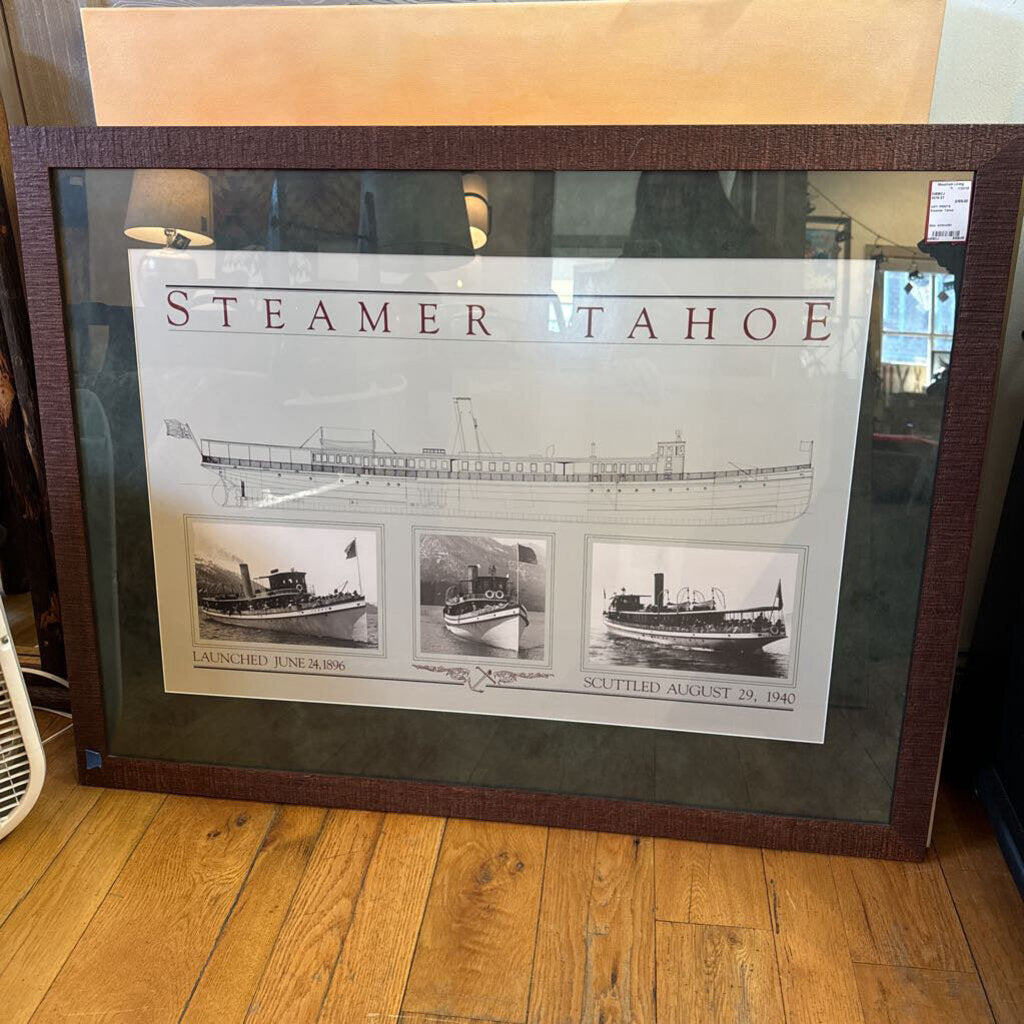 STEAMER TAHOE
LAUNCHED JUNE 24, 1896
SCUTTLED AUGUST 29, 1940